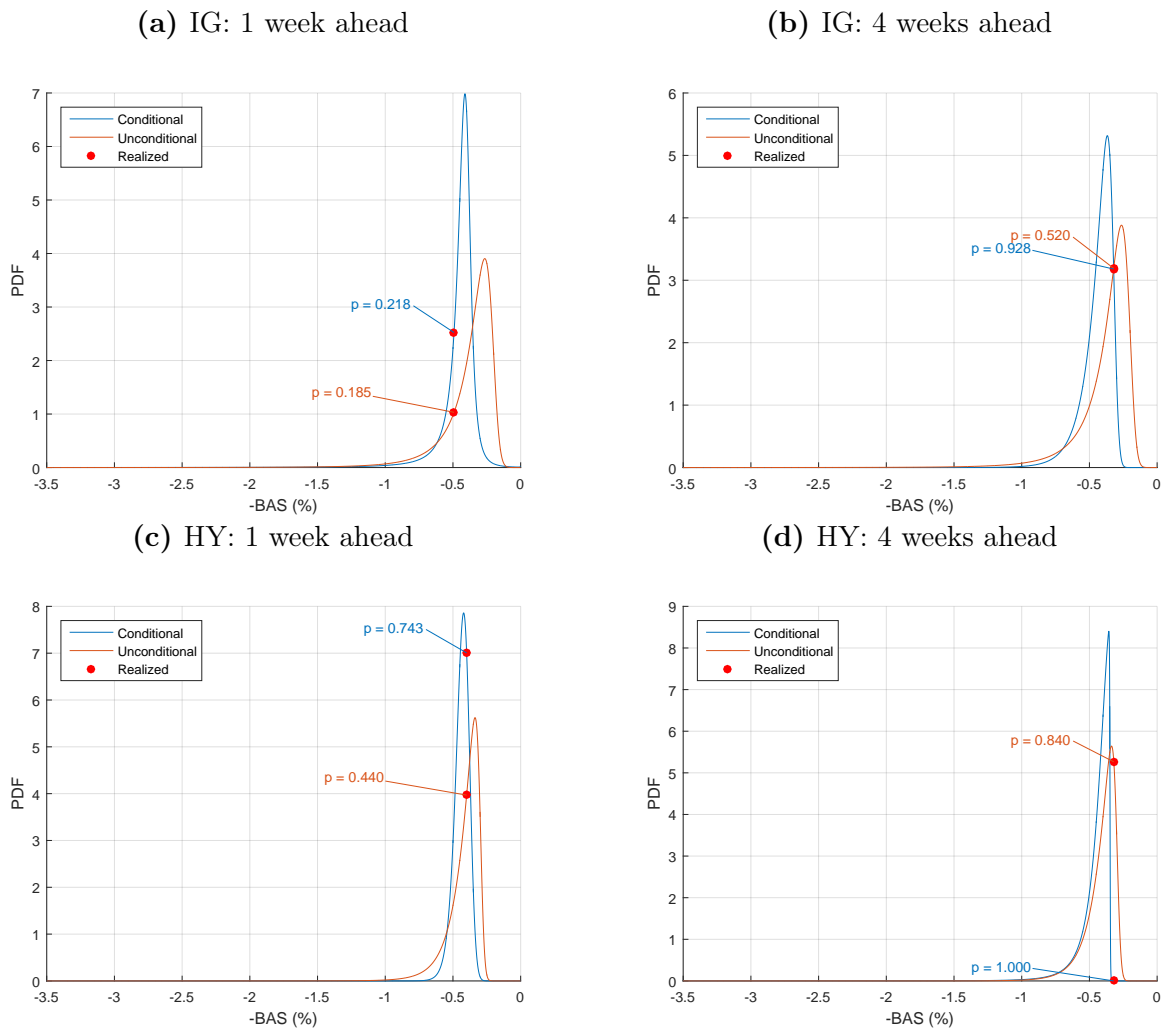 (a) IG: 1 week ahead
7
6
5
4
3
2
1
0
PDF
Conditional
Unconditional
Realized
p = 0.218
p = 0.185
-3.5 -3 -2.5 -2 -1.5 -1 -0.5 0
-BAS (%)
(b) IG: 4 weeks ahead
6
5
4
3
2
1
0
PDF
Conditional
Unconditional
Realized
p = 0.520
p = 0.928
-3.5 -3 -2.5 -2 -1.5 -1 -0.5 0
-BAS (%)
(c) HY: 1 week ahead
8
7
6
5
4
3
2
1
0
PDF
Conditional
Unconditional
Realized
p = 0.743
p = 0.440
-3.5 -3 -2.5 -2 -1.5 -1 -0.5 0
-BAS (%)
(d) HY: 4 weeks ahead
9
8
7
6
5
4
3
2
1
0
PDF
Conditional
Unconditional
Realized
p = 0.840
p = 1.000
-3.5 -3 -2.5 -2 -1.5 -1 -0.5 0
-BAS (%)